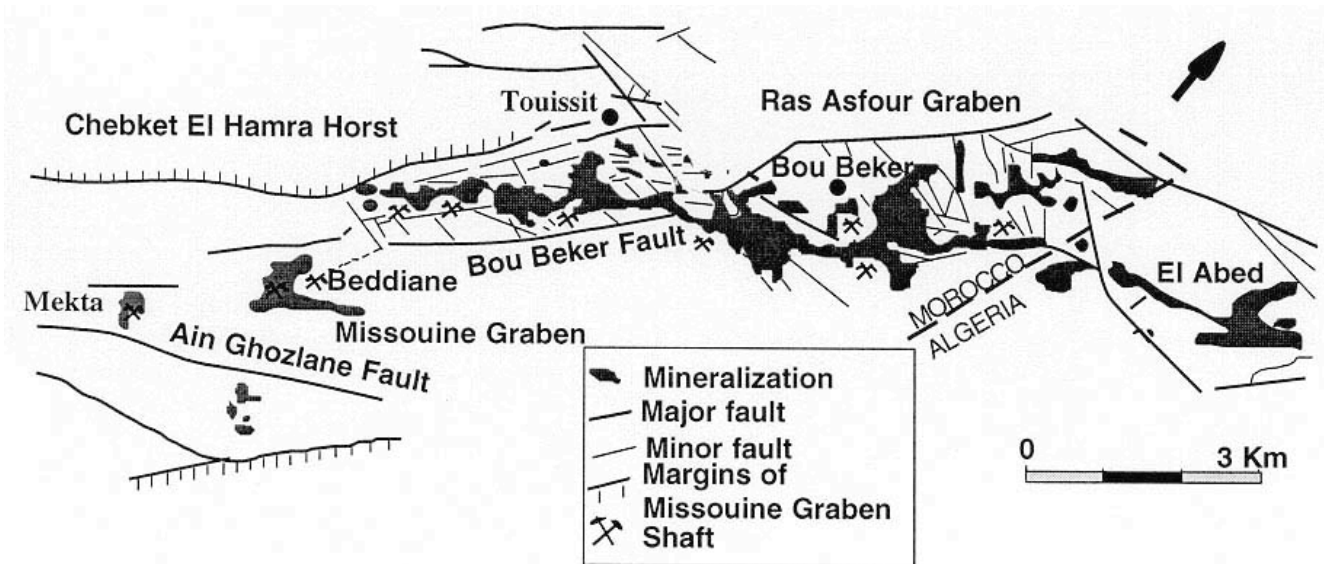 Touissit
Ras Asfour Graben
Chebket El Hamra Horst
Bou Beker
Bou Beker Fault
El Abed
Beddiane
MOROCCO
ALGERIA
Mekta
Missouine Graben
Ain Ghozlane Fault
Mineralization
Major fault
Minor fault
Margins of
Missouine Graben
Shaft
0 3 Km